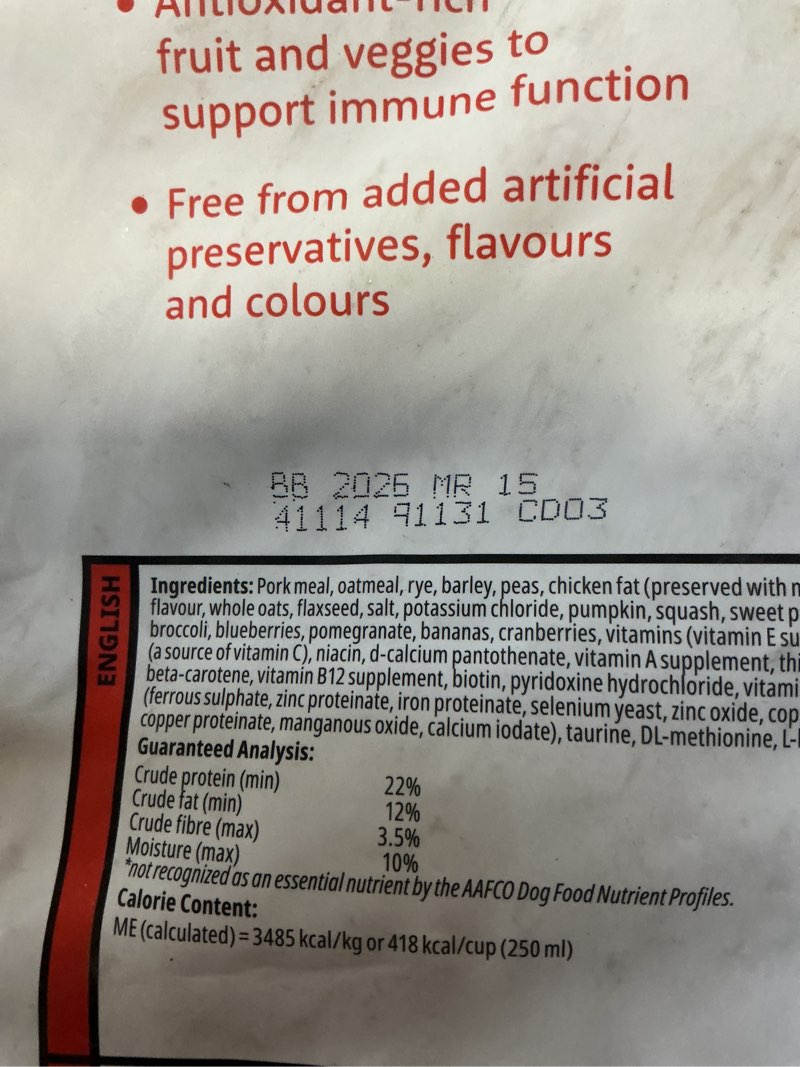 • Antioxidant-rich
fruit and veggies to
support immune function
• Free from added artificial
preservatives, flavours
and colours
BB 2026 MR 15
41114 91131 CD03
ENGLISH
Ingredients: Pork meal, oatmeal, rye, barley, peas, chicken fat (preserved with
flavour, whole oats, flaxseed, salt, potassium chloride, pumpkin, squash, sweet
broccoli, blueberries, pomegranate, bananas, cranberries, vitamins (vitamin E
(a source of vitamin C), niacin, d-calcium pantothenate, vitamin A supplement,
beta-carotene, vitamin B12 supplement, biotin, pyridoxine hydrochloride,
(ferrous sulphate, zinc proteinate, iron proteinate, selenium yeast, zinc oxide,
copper proteinate, manganous oxide, calcium iodate), taurine, DL-methionine,
Guaranteed Analysis:
Crude protein (min) 22%
Crude fat (min) 12%
Crude fibre (max) 3.5%
Moisture (max) 10%
*not recognized as an essential nutrient by the AAFCO Dog Food Nutrient Profiles.
Calorie Content:
ME (calculated) = 3485 kcal/kg or 418 kcal/cup (250 ml)